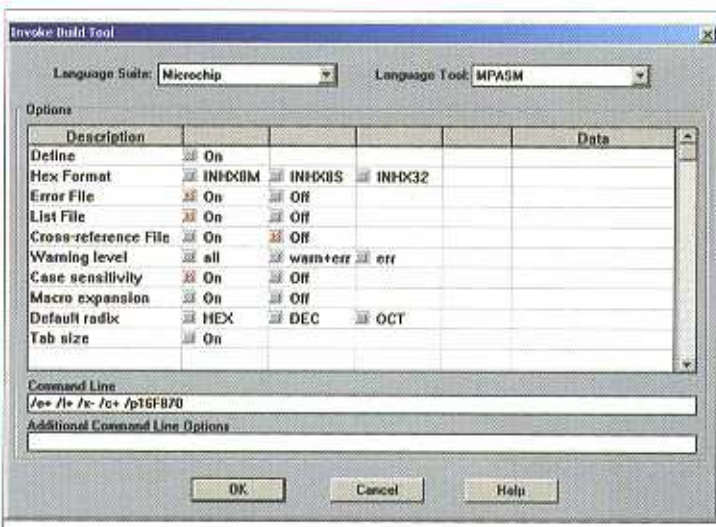 Invoke Build Tool
Language Suite: Microchip Language Tool: MPASM
Options
Description Data
Define On
Hex Format INHX8M INHX8S INHX32
Error File On Off
List File On Off
Cross-reference File On Off
Warning level all warn+err err
Case sensitivity On Off
Macro expansion On Off
Default radix HEX DEC OCT
Tab size On
Command Line
/e+ /l+ /x- /c+ /p16F870
Additional Command Line Options
OK Cancel Help